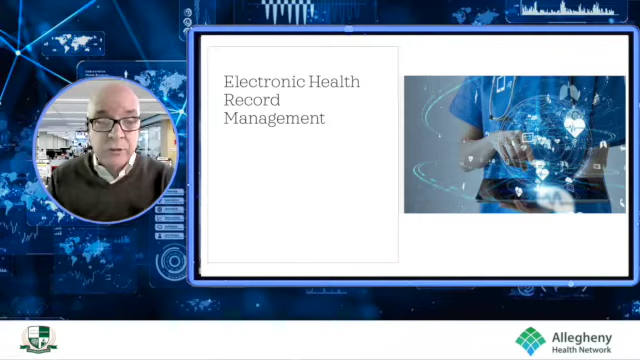 Electronic Health
Record
Management
Allegheny
Health Network